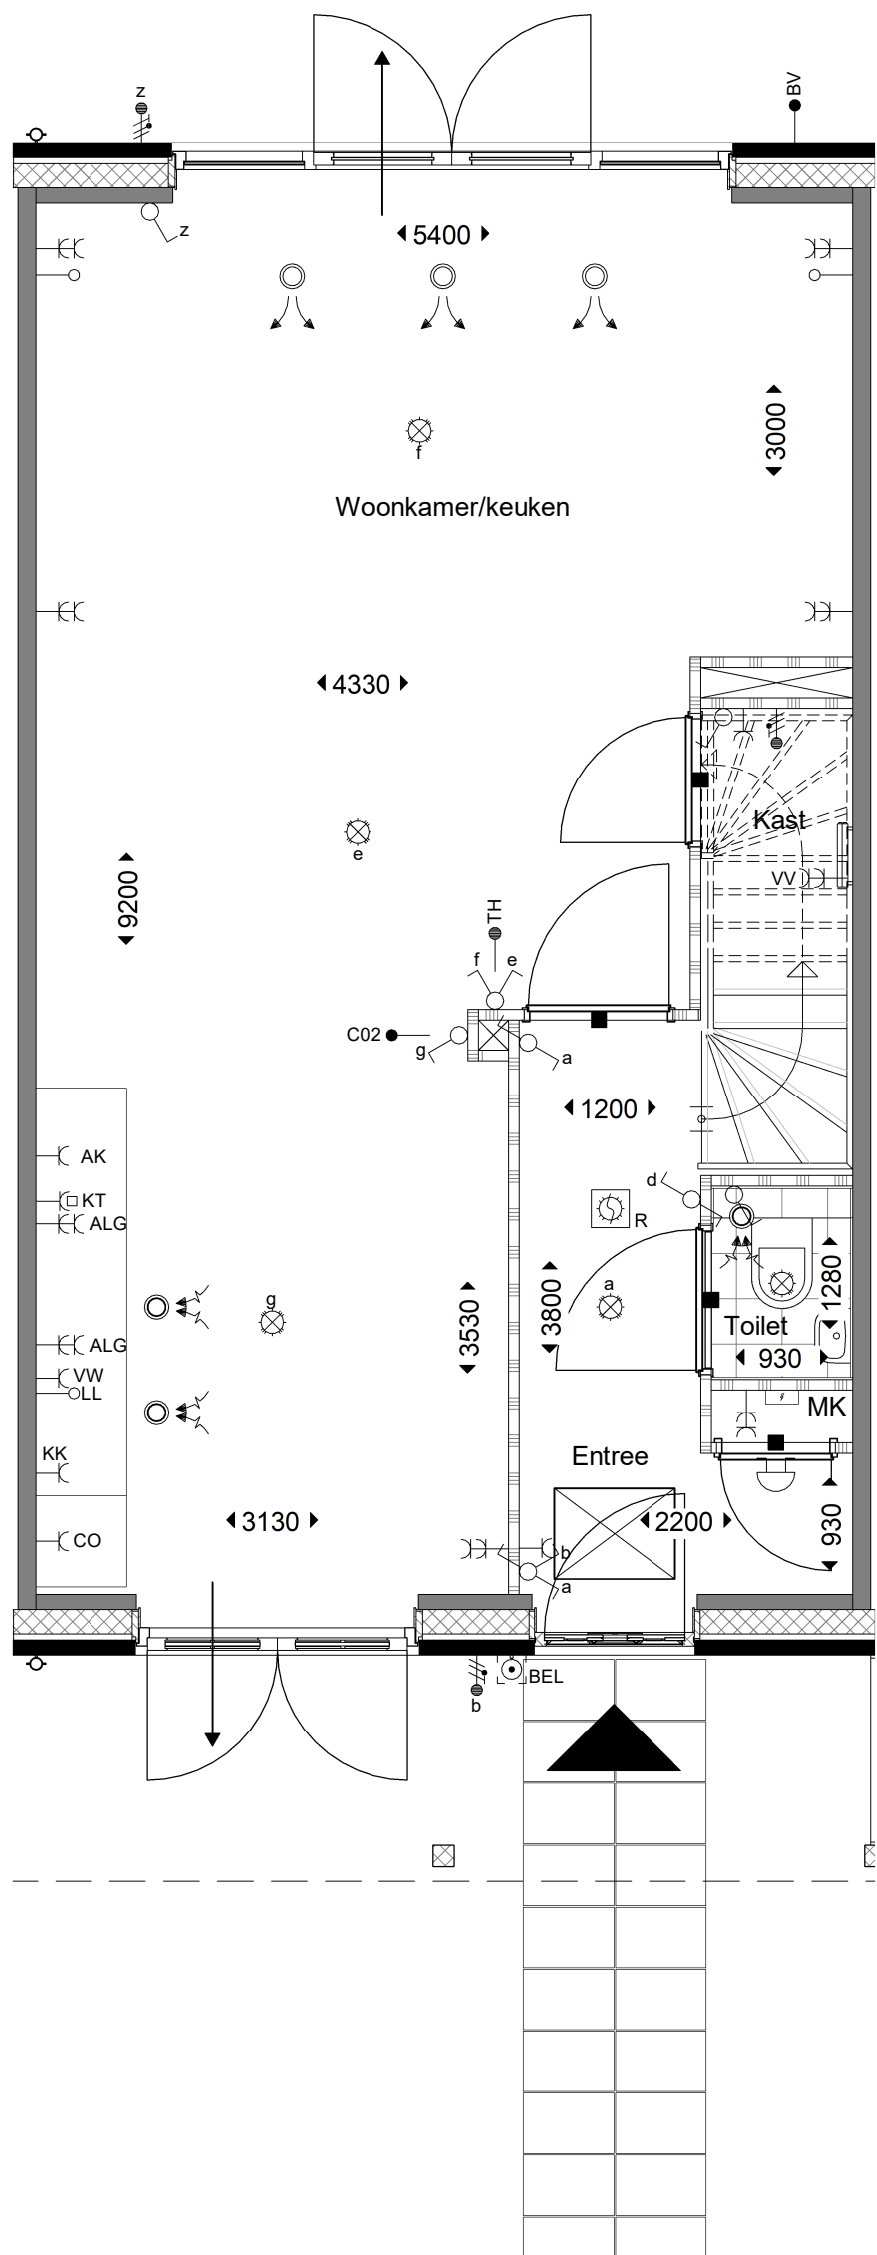 z
BV
z
5400
3000
f
Woonkamer/keuken
4330
Kast
e
VV
9200
TH
f e
C02
g
a
1200
AK
d
KT
R
ALG
a
1280
g
3800
3530
Toilet
ALG
930
VW
LL
MK
KK
Entree
3130
2200
930
CO
b
a
BEL
b